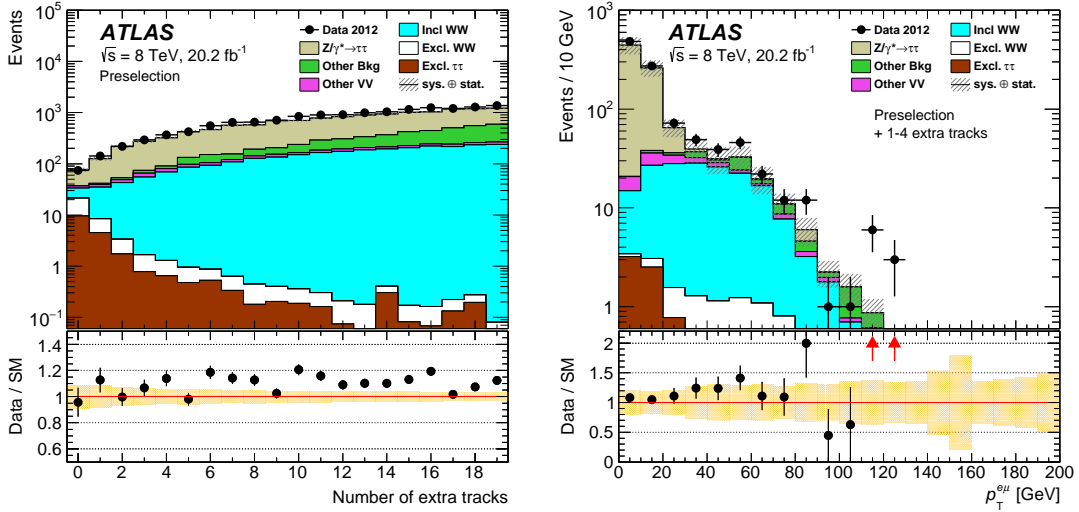 Events
10⁵
10⁴
10³
10²
10
1
10⁻¹
ATLAS
√s = 8 TeV, 20.2 fb⁻¹
Preselection
Data 2012
Z/γ*→ττ
Other Bkg
Other VV
Incl WW
Excl. WW
Excl. ττ
sys. ⊕ stat.
Data / SM
1.4
1.2
1.0
0.8
0.6
0 2 4 6 8 10 12 14 16 18
Number of extra tracks
Events / 10 GeV
10³
10²
10
1
ATLAS
√s = 8 TeV, 20.2 fb⁻¹
Data 2012
Z/γ*→ττ
Other Bkg
Other VV
Incl WW
Excl. WW
Excl. ττ
sys. ⊕ stat.
Preselection
+ 1-4 extra tracks
Data / SM
2
1.5
1
0.5
0 20 40 60 80 100 120 140 160 180 200
p_T^{eμ} [GeV]